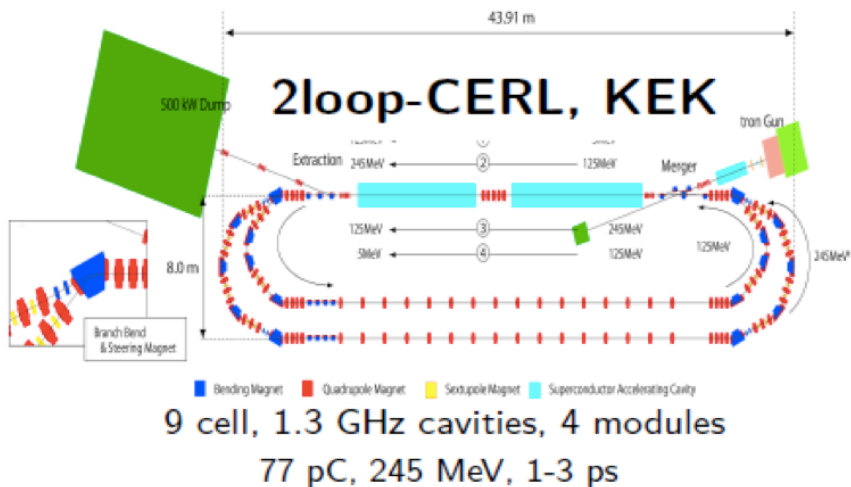 43.91 m
2loop-CERL, KEK
500 kW Dump
tron Gun
Extraction
245MeV ② 125MeV
Merger
125MeV ③ 245MeV
5MeV ④ 125MeV
125MeV
245MeV
8.0 m
Branch Bend
& Steering Magnet
Bending Magnet Quadrupole Magnet Sextupole Magnet Superconductor Accelerating Cavity
9 cell, 1.3 GHz cavities, 4 modules
77 pC, 245 MeV, 1-3 ps